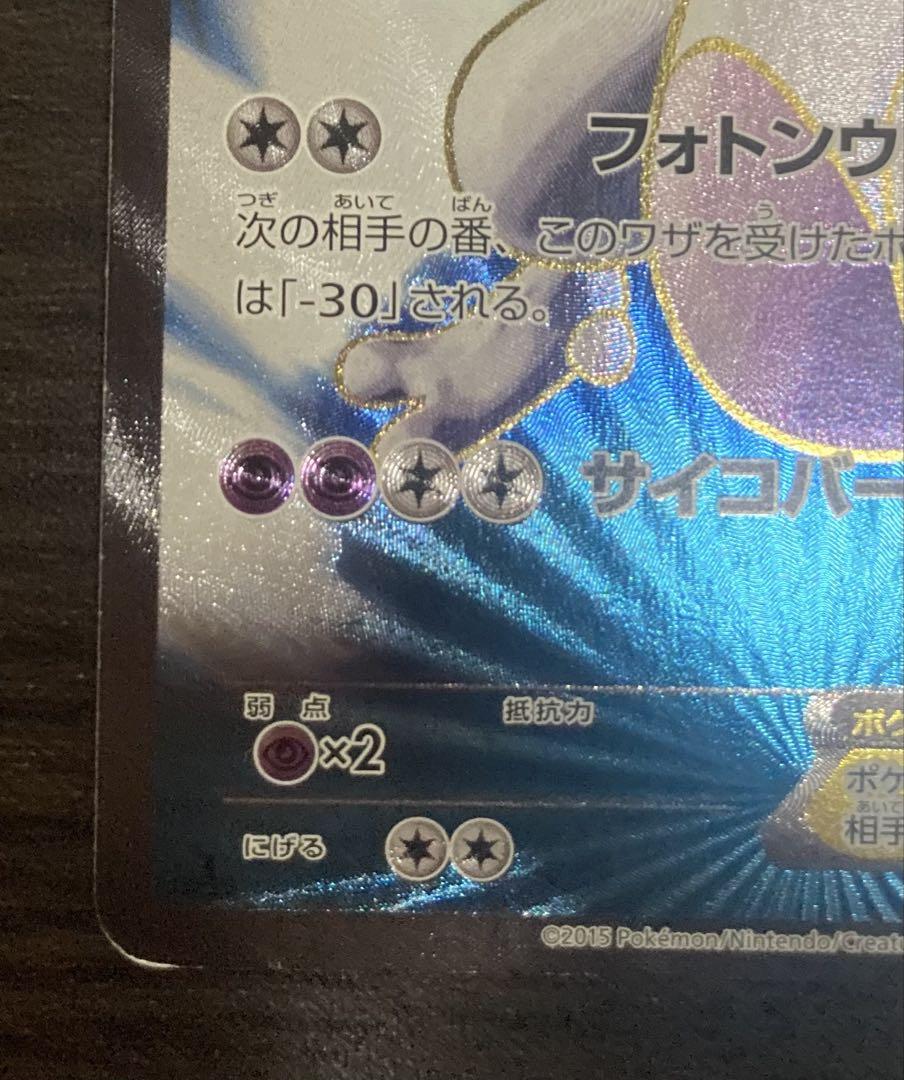 フォトンウ
つぎ あいて ばん う
次の相手の番、このワザを受けたポ
は「-30」される。
サイコバー
弱点 抵抗力
×2
ポケ
ポケ
にげる
あいて
相手
©2015 Pokémon/Nintendo/Creatu